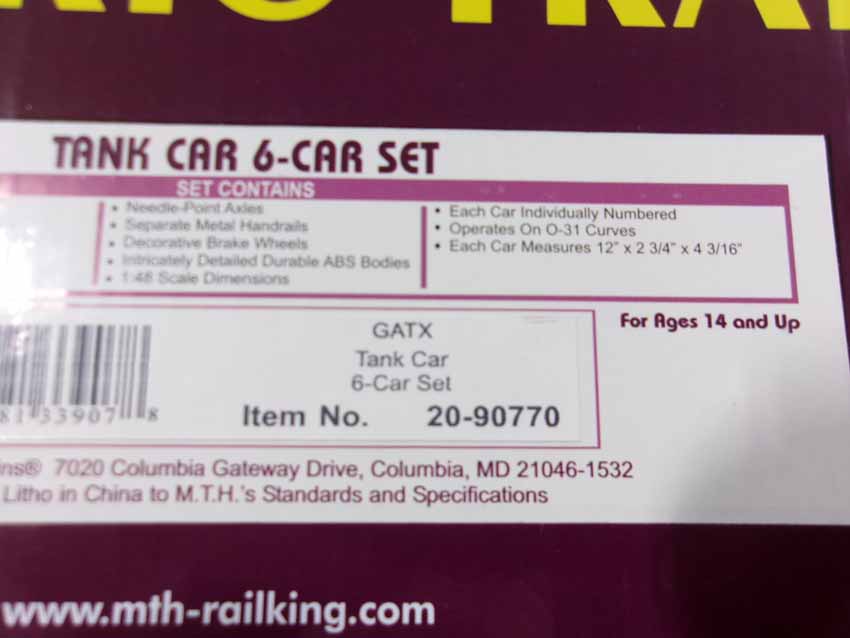 TANK CAR 6-CAR SET
SET CONTAINS
• Needle-Point Axles
• Separate Metal Handrails
• Decorative Brake Wheels
• Intricately Detailed Durable ABS Bodies
• 1:48 Scale Dimensions
• Each Car Individually Numbered
• Operates On O-31 Curves
• Each Car Measures 12" x 2 3/4" x 4 3/16"
For Ages 14 and Up
GATX
Tank Car
6-Car Set
81 33907 8
Item No. 20-90770
7020 Columbia Gateway Drive, Columbia, MD 21046-1532
Litho in China to M.T.H.'s Standards and Specifications
www.mth-railking.com